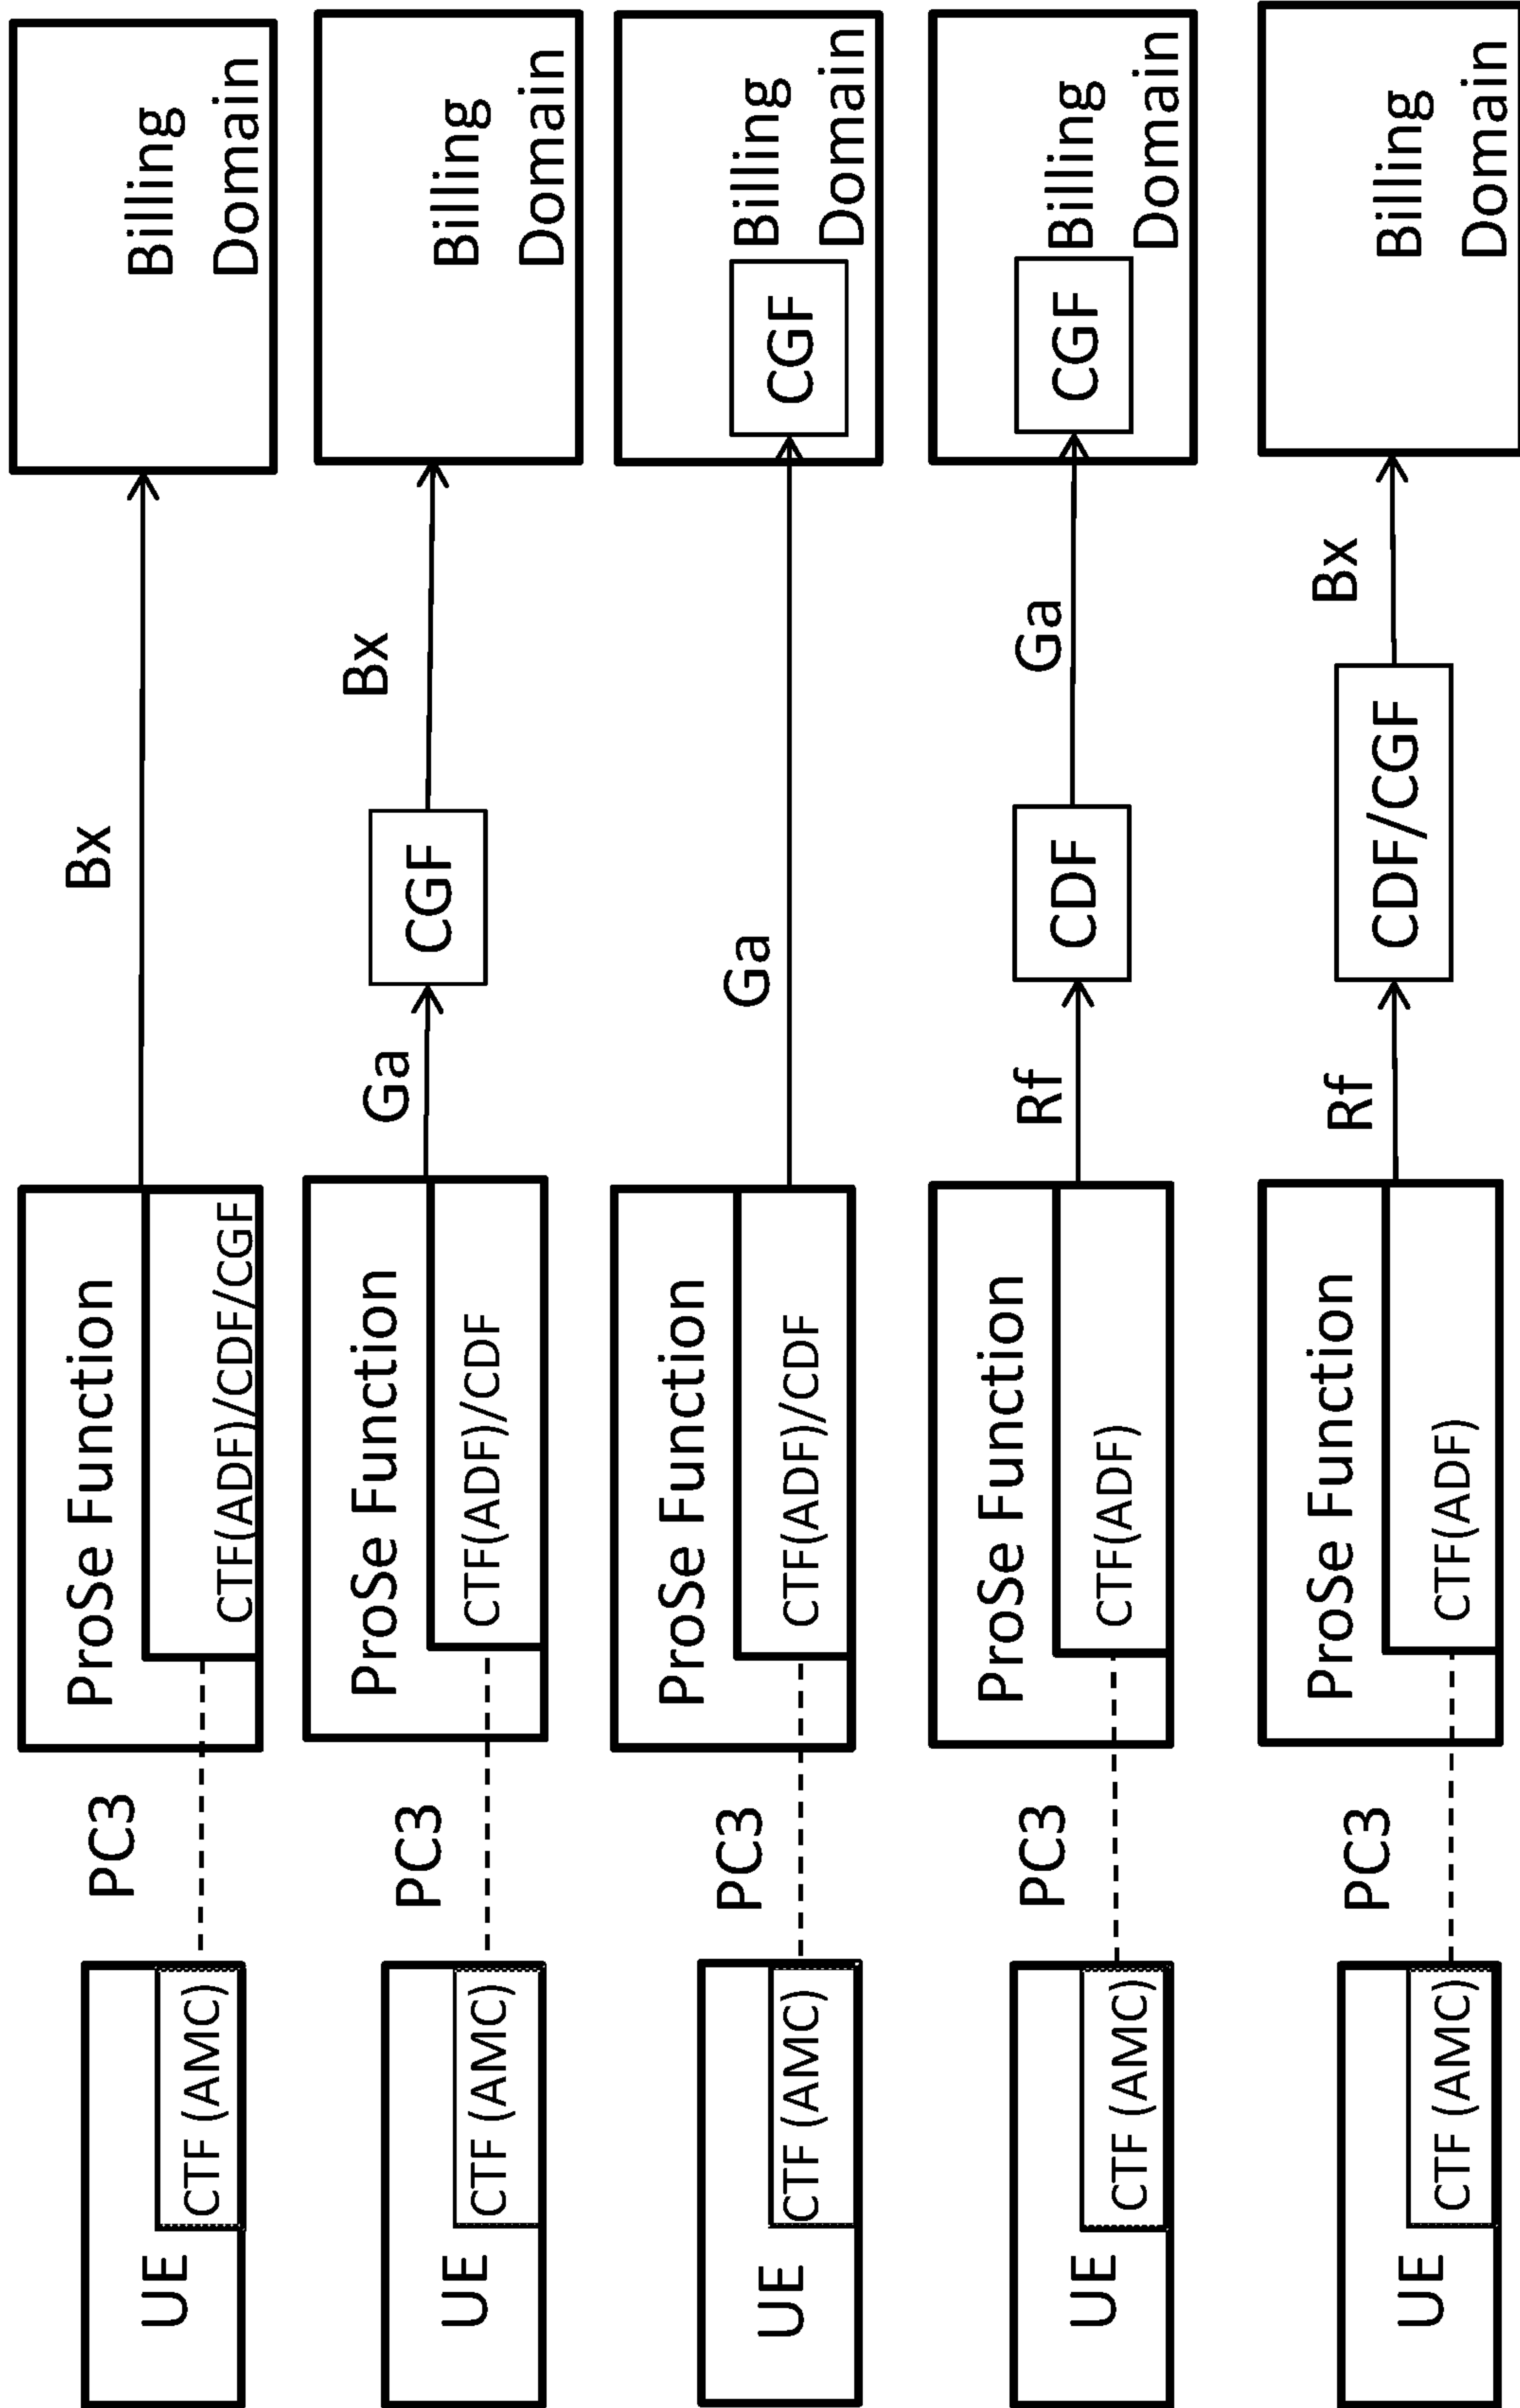 UE
CTF (AMC)
PC3
ProSe Function
CTF(ADF)/CDF/CGF
Bx
Billing
Domain
UE
CTF (AMC)
PC3
ProSe Function
CTF(ADF)/CDF
Ga
CGF
Bx
Billing
Domain
UE
CTF (AMC)
PC3
ProSe Function
CTF(ADF)/CDF
Ga
CGF
Billing
Domain
UE
CTF (AMC)
PC3
ProSe Function
CTF(ADF)
Rf
CDF
Ga
CGF
Billing
Domain
UE
CTF (AMC)
PC3
ProSe Function
CTF(ADF)
Rf
CDF/CGF
Bx
Billing
Domain